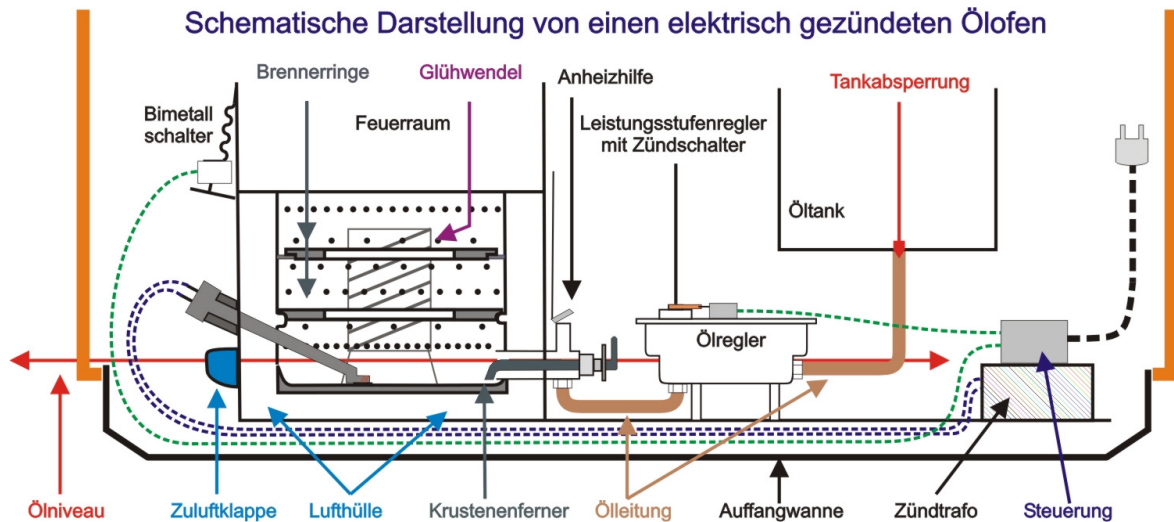 Schematische Darstellung von einen elektrisch gezündeten Ölofen
Brennerringe
Glühwendel
Anheizhilfe
Tankabsperrung
Bimetall
schalter
Feuerraum
Leistungsstufenregler
mit Zündschalter
Öltank
Ölregler
Ölniveau
Zuluftklappe
Lufthülle
Krustenenferner
Ölleitung
Auffangwanne
Zündtrafo
Steuerung